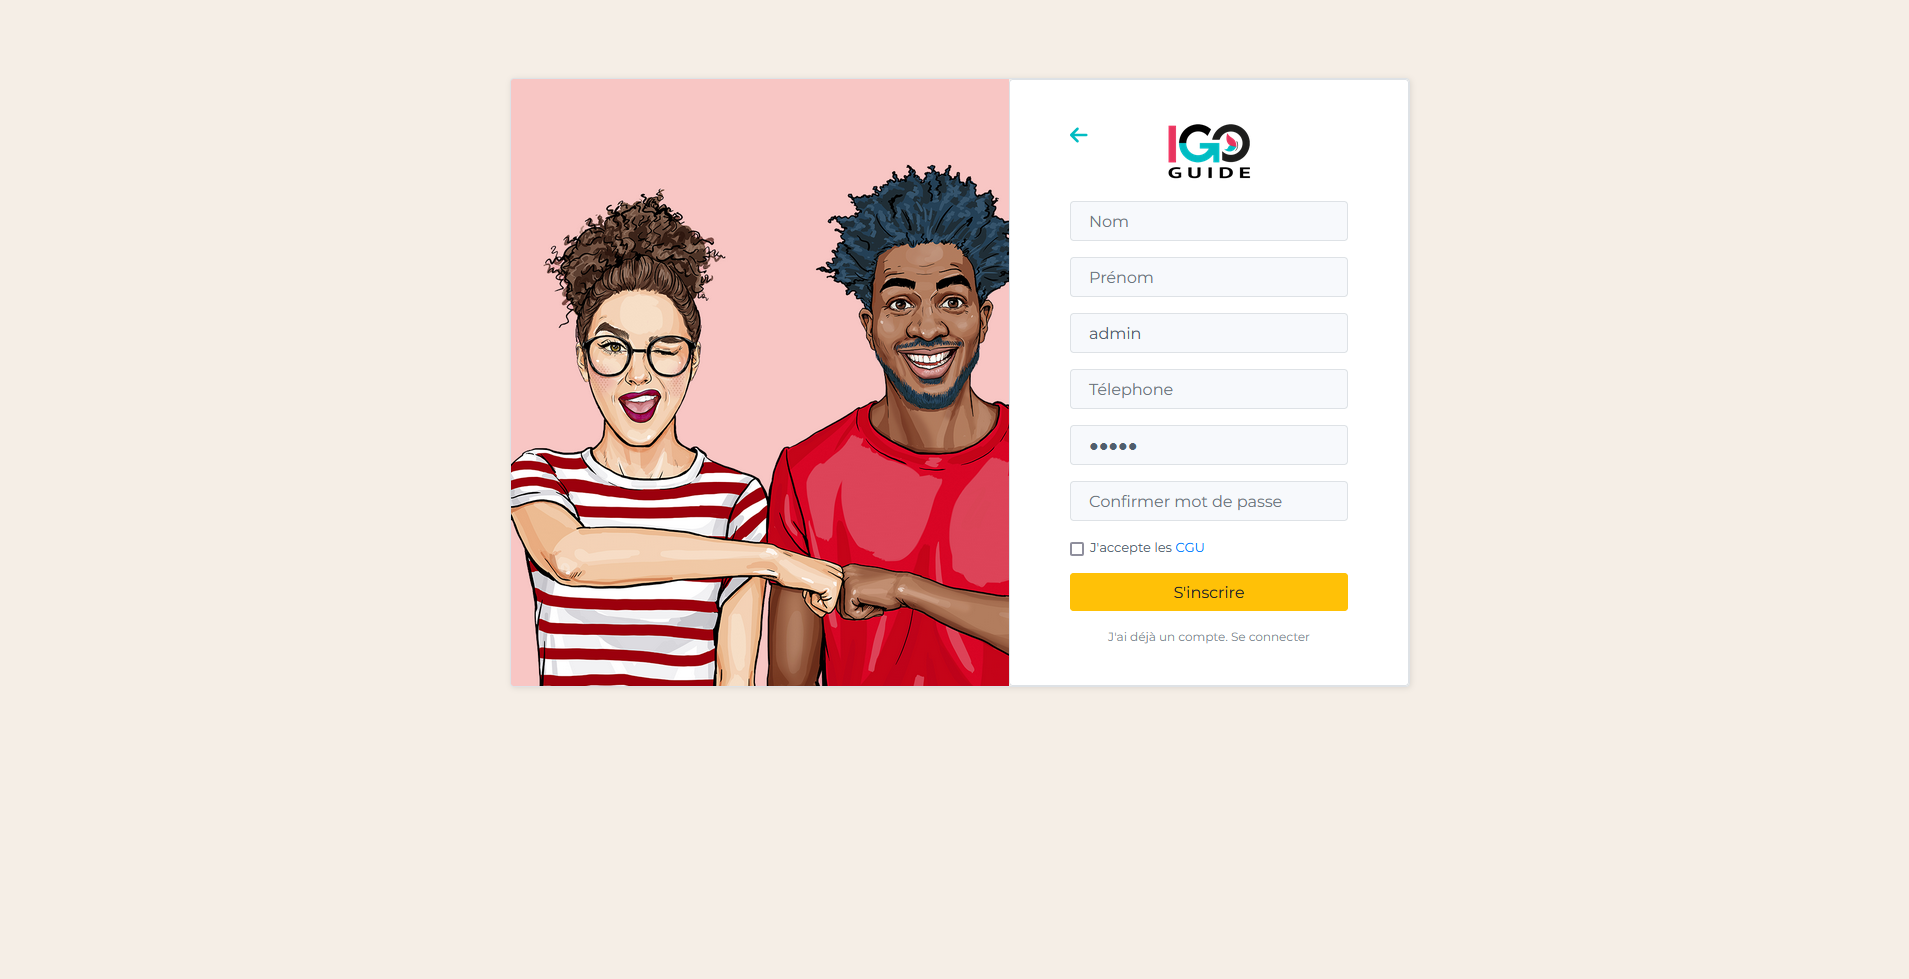 IGO
GUIDE
Nom
Prénom
admin
Télephone
●●●●●
Confirmer mot de passe
J'accepte les CGU
S'inscrire
J'ai déjà un compte. Se connecter